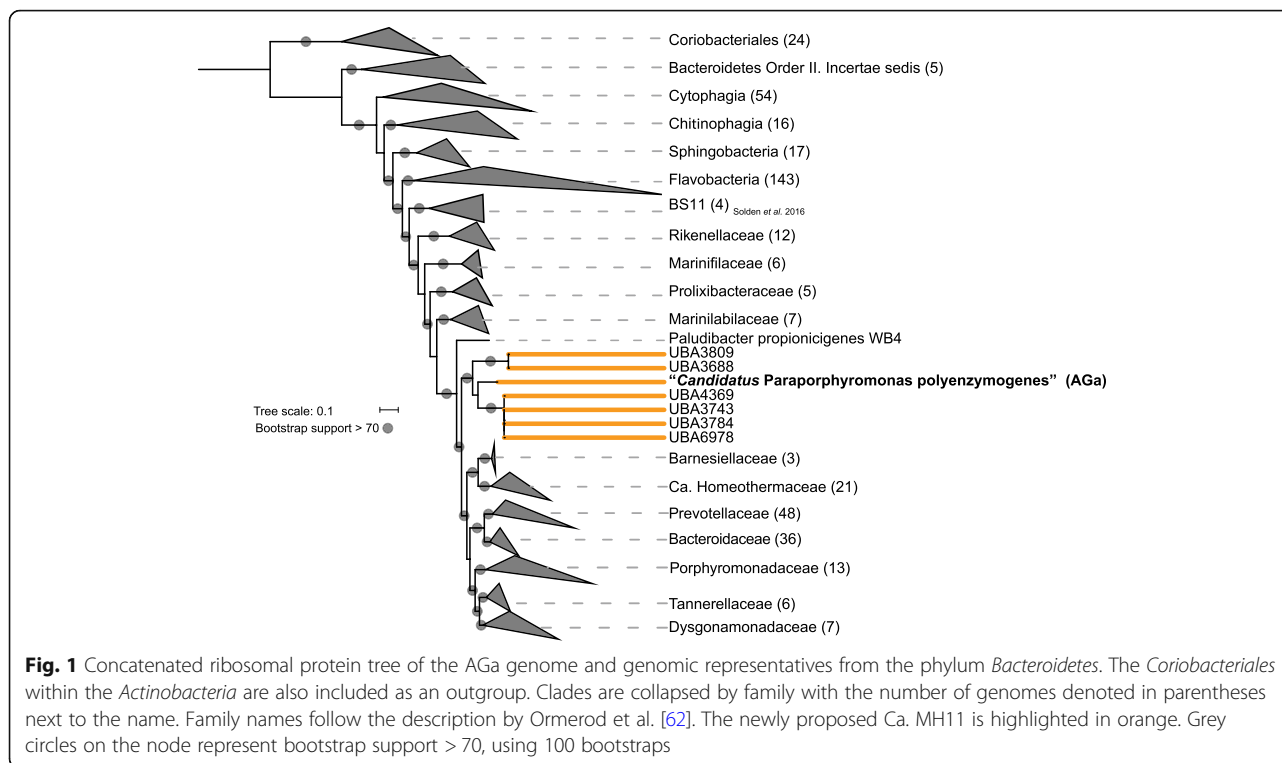 Coriobacteriales (24)
Bacteroidetes Order II. Incertae sedis (5)
Cytophagia (54)
Chitinophagia (16)
Sphingobacteria (17)
Flavobacteria (143)
BS11 (4) Solden et al. 2016
Rikenellaceae (12)
Marinifilaceae (6)
Prolixibacteraceae (5)
Marinilabilaceae (7)
Paludibacter propionicigenes WB4
UBA3809
UBA3688
“Candidatus Paraporphyromonas polyenzymogenes” (AGa)
UBA4369
UBA3743
UBA3784
UBA6978
Tree scale: 0.1
Bootstrap support > 70
Barnesiellaceae (3)
Ca. Homeothermaceae (21)
Prevotellaceae (48)
Bacteroidaceae (36)
Porphyromonadaceae (13)
Tannerellaceae (6)
Dysgonamonadaceae (7)
Fig. 1 Concatenated ribosomal protein tree of the AGa genome and genomic representatives from the phylum Bacteroidetes. The Coriobacteriales
within the Actinobacteria are also included as an outgroup. Clades are collapsed by family with the number of genomes denoted in parentheses
next to the name. Family names follow the description by Ormerod et al. [62]. The newly proposed Ca. MH11 is highlighted in orange. Grey
circles on the node represent bootstrap support > 70, using 100 bootstraps